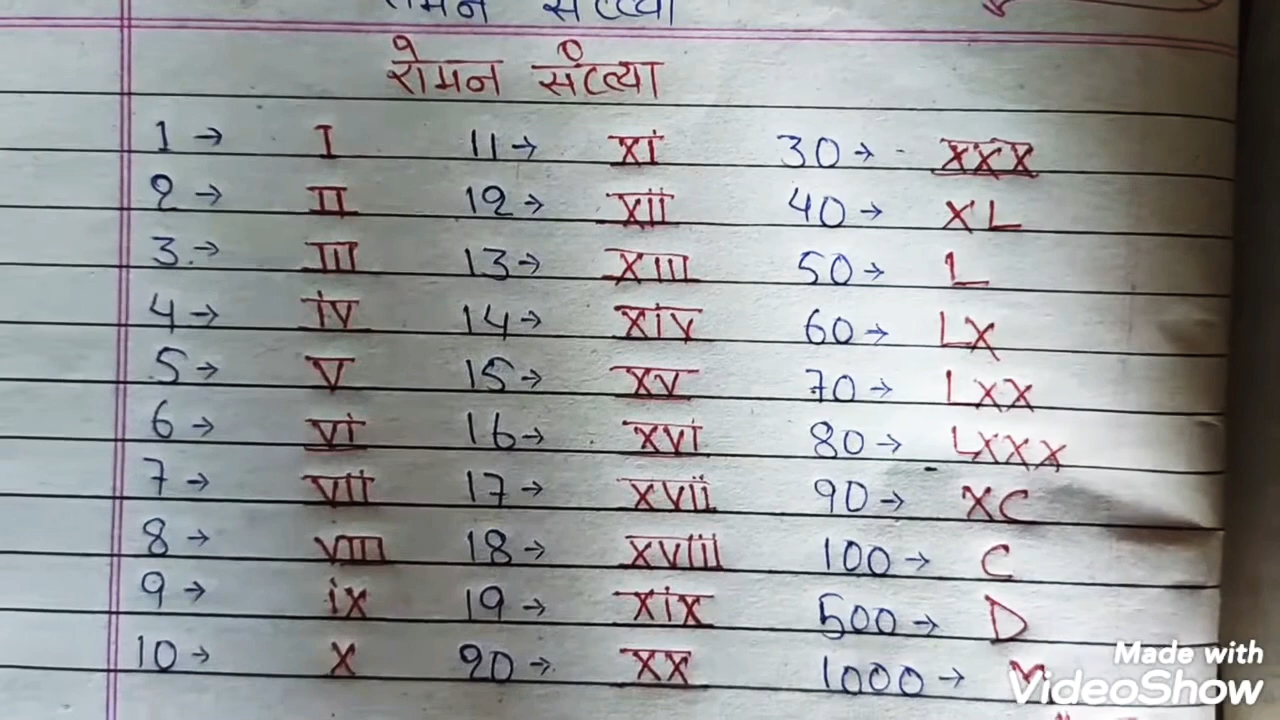 रोमन संख्या
रोमन संख्या
1 → I 11 → Xi 30 → XXX
2 → II 12 → Xii 40 → XL
3 → III 13 → XIII 50 → L
4 → iV 14 → XiV 60 → LX
5 → V 15 → XV 70 → LXX
6 → Vi 16 → XVi 80 → LXXX
7 → VII 17 → XVii 90 → XC
8 → VIII 18 → XVIII 100 → C
9 → iX 19 → XiX 500 → D
10 → X 20 → XX 1000 → M
Made with
VideoShow